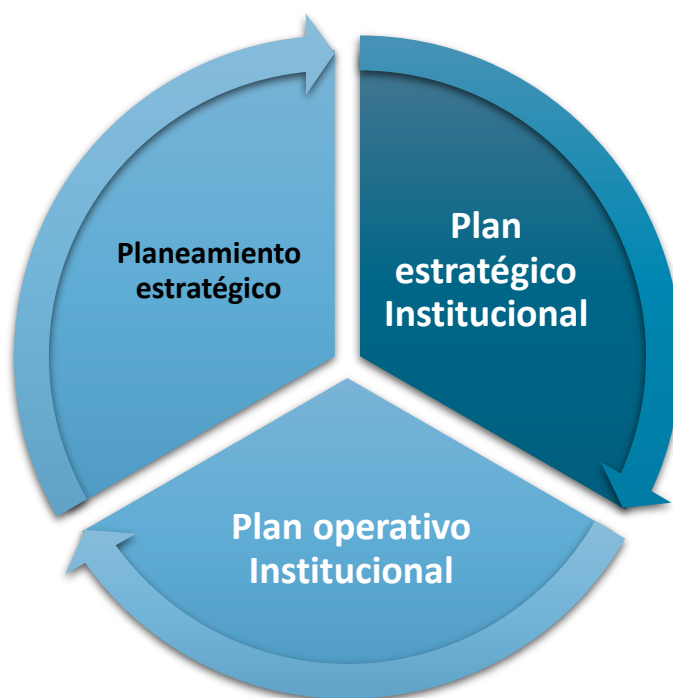 Planeamiento
estratégico
Plan
estratégico
Institucional
Plan operativo
Institucional